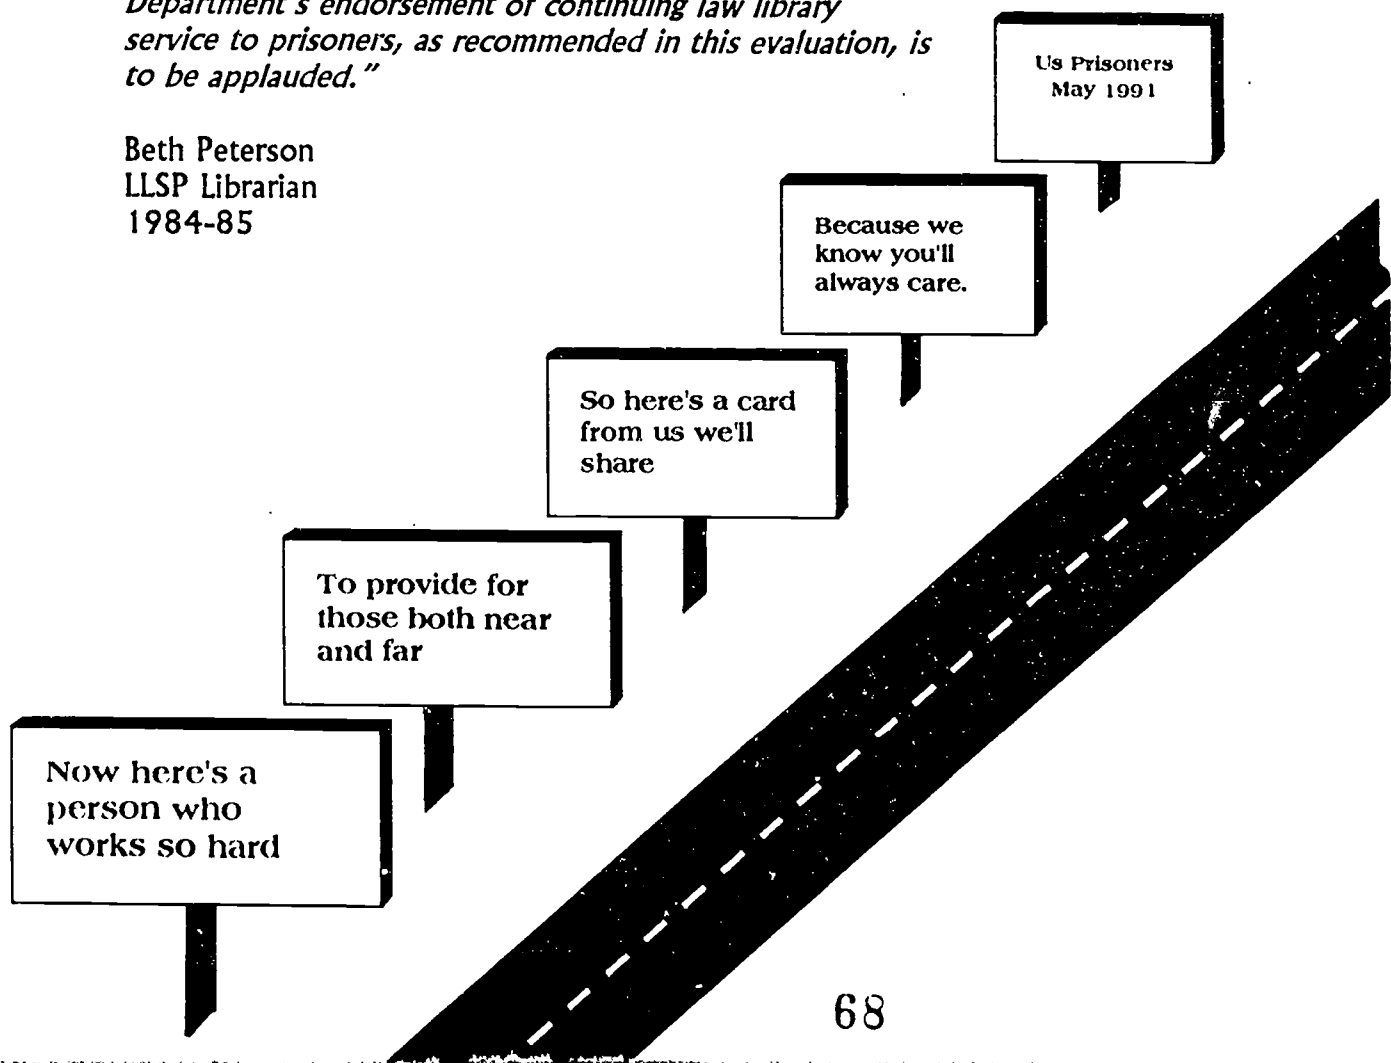 Department's endorsement of continuing law library
service to prisoners, as recommended in this evaluation, is
to be applauded."
Beth Peterson
LLSP Librarian
1984-85
Now here's a
person who
works so hard
To provide for
those both near
and far
So here's a card
from us we'll
share
Because we
know you'll
always care.
Us Prisoners
May 1991
68